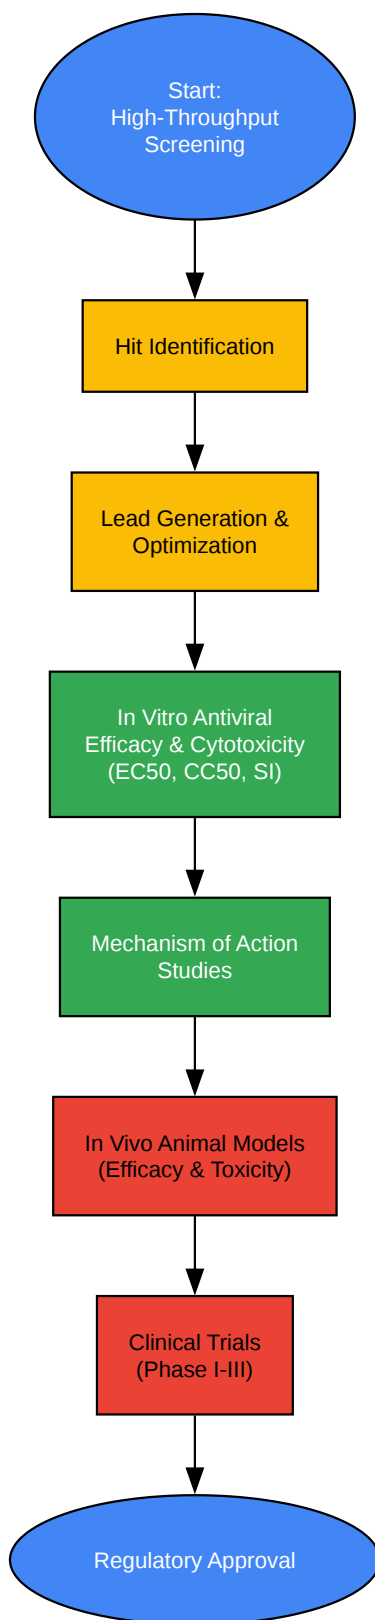 Start:
High-Throughput
Screening
Hit Identification
Lead Generation &
Optimization
In Vitro Antiviral
Efficacy & Cytotoxicity
(EC50, CC50, SI)
Mechanism of Action
Studies
In Vivo Animal Models
(Efficacy & Toxicity)
Clinical Trials
(Phase I-III)
Regulatory Approval